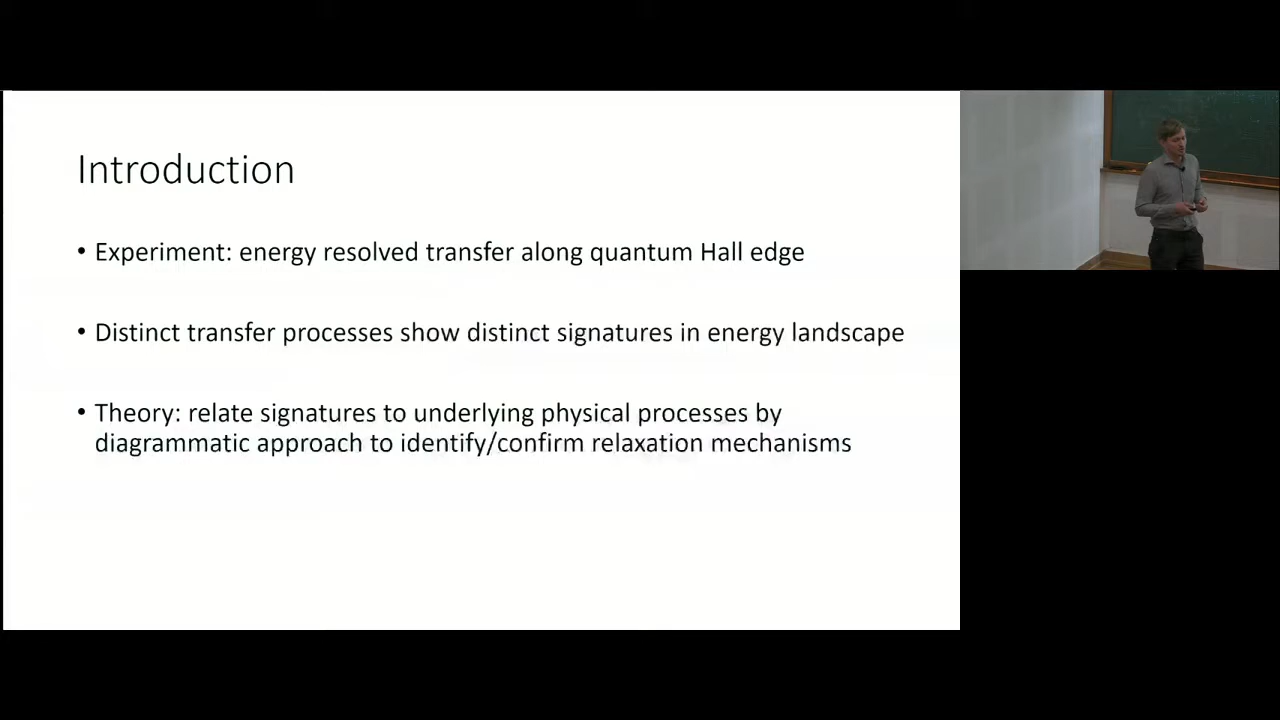 Introduction
• Experiment: energy resolved transfer along quantum Hall edge
• Distinct transfer processes show distinct signatures in energy landscape
• Theory: relate signatures to underlying physical processes by
diagrammatic approach to identify/confirm relaxation mechanisms